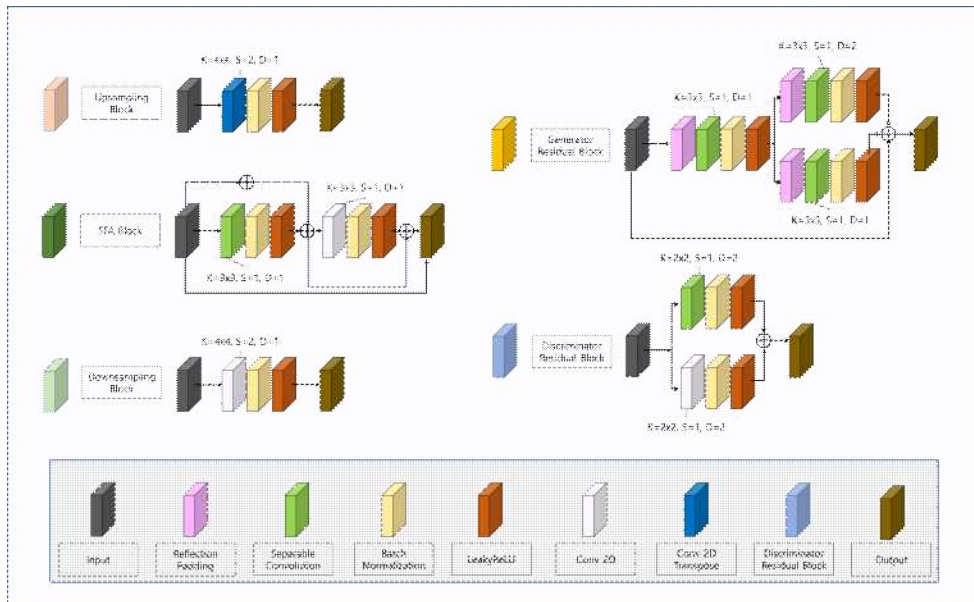 K=4x4, S=2, D=1
Upsampling
Block
K=3x3, S=1, D=2
K=3x3, S=1, D=1
Generator
Residual Block
K=3x3, S=1, D=1
K=3x3, S=1, D=1
SFA Block
K=3x3, S=1, D=1
K=2x2, S=1, D=2
Discriminator
Residual Block
K=2x2, S=1, D=2
K=4x4, S=2, D=1
Downsampling
Block
Input
Reflection
Padding
Separable
Convolution
Batch
Normalization
LeakyReLU
Conv 2D
Conv 2D
Transpose
Discriminator
Residual Block
Output